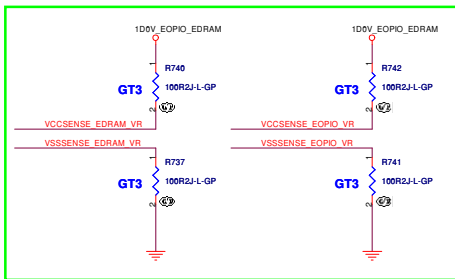 1D0V_EOPIO_EDRAM 1D0V_EOPIO_EDRAM
1 1
R740 R742
GT3 100R2J-L-GP GT3 100R2J-L-GP
2 2
VCCSENSE_EDRAM_VR VCCSENSE_EOPIO_VR
VSSSENSE_EDRAM_VR VSSSENSE_EOPIO_VR
1 1
R737 R741
GT3 100R2J-L-GP GT3 100R2J-L-GP
2 2